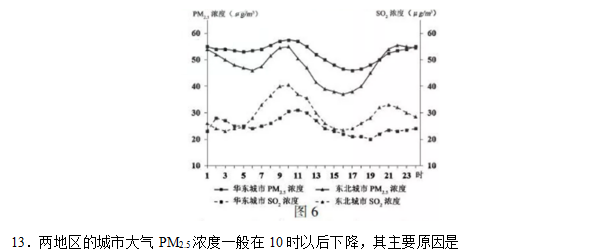 PM2.5浓度 (μg/m³) SO2浓度 (μg/m³)
60 60
50 50
40 40
30 30
20 20
10 10
1 3 5 7 9 11 13 15 17 19 21 23 时
华东城市 PM2.5 浓度 东北城市 PM2.5 浓度
华东城市 SO2 浓度 东北城市 SO2 浓度
图 6
13．两地区的城市大气 PM2.5 浓度一般在 10 时以后下降，其主要原因是